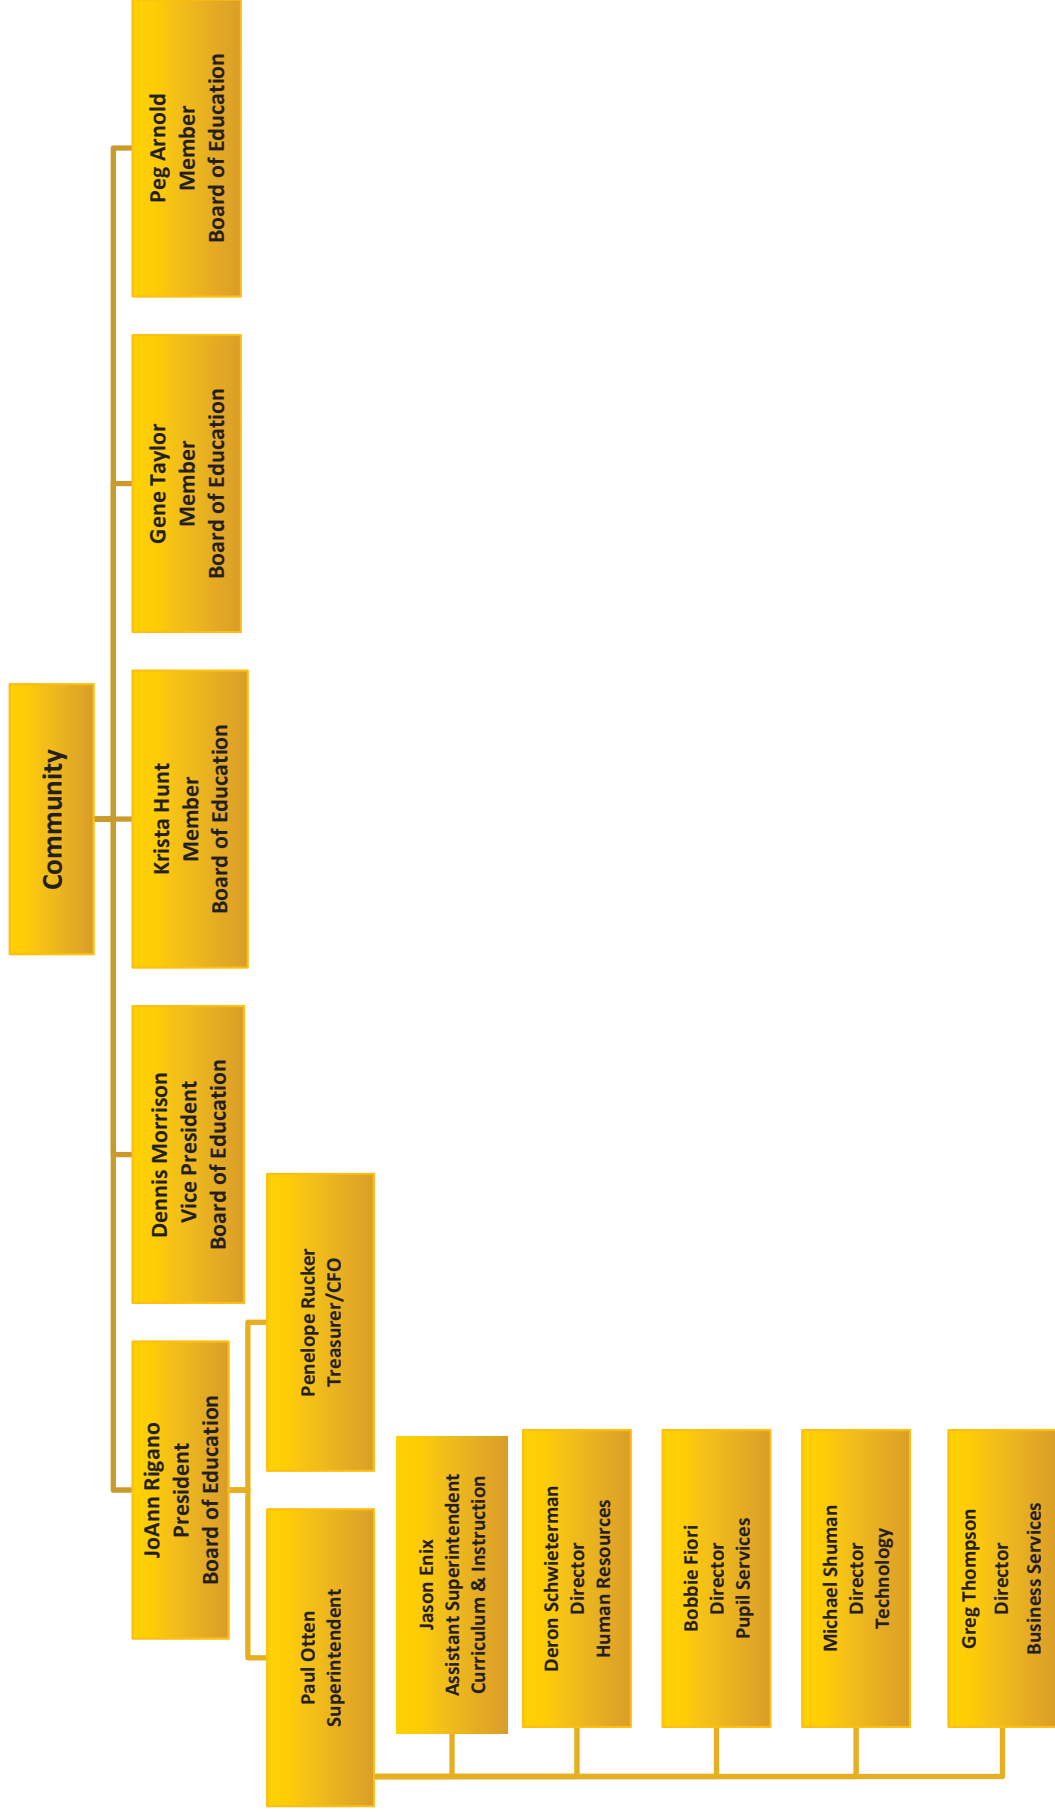 Community
JoAnn Rigano
President
Board of Education
Dennis Morrison
Vice President
Board of Education
Krista Hunt
Member
Board of Education
Gene Taylor
Member
Board of Education
Peg Arnold
Member
Board of Education
Paul Otten
Superintendent
Penelope Rucker
Treasurer/CFO
Jason Enix
Assistant Superintendent
Curriculum & Instruction
Deron Schwieterman
Director
Human Resources
Bobbie Fiori
Director
Pupil Services
Michael Shuman
Director
Technology
Greg Thompson
Director
Business Services